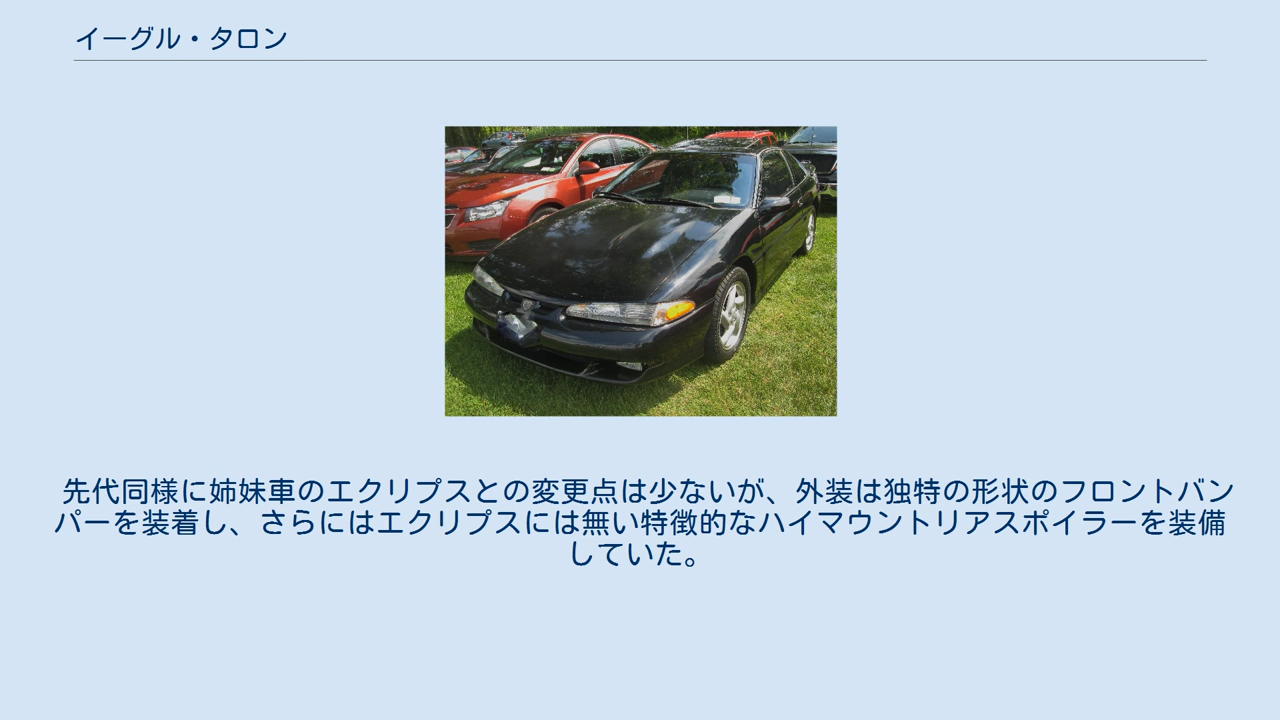 イーグル・タロン
先代同様に姉妹車のエクリプスとの変更点は少ないが、外装は独特の形状のフロントバン
パーを装着し、さらにはエクリプスには無い特徴的なハイマウントリアスポイラーを装備
していた。